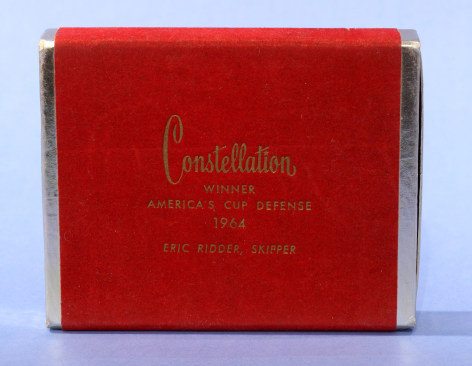 Constellation
WINNER
AMERICA'S CUP DEFENSE
1964
ERIC RIDDER, SKIPPER